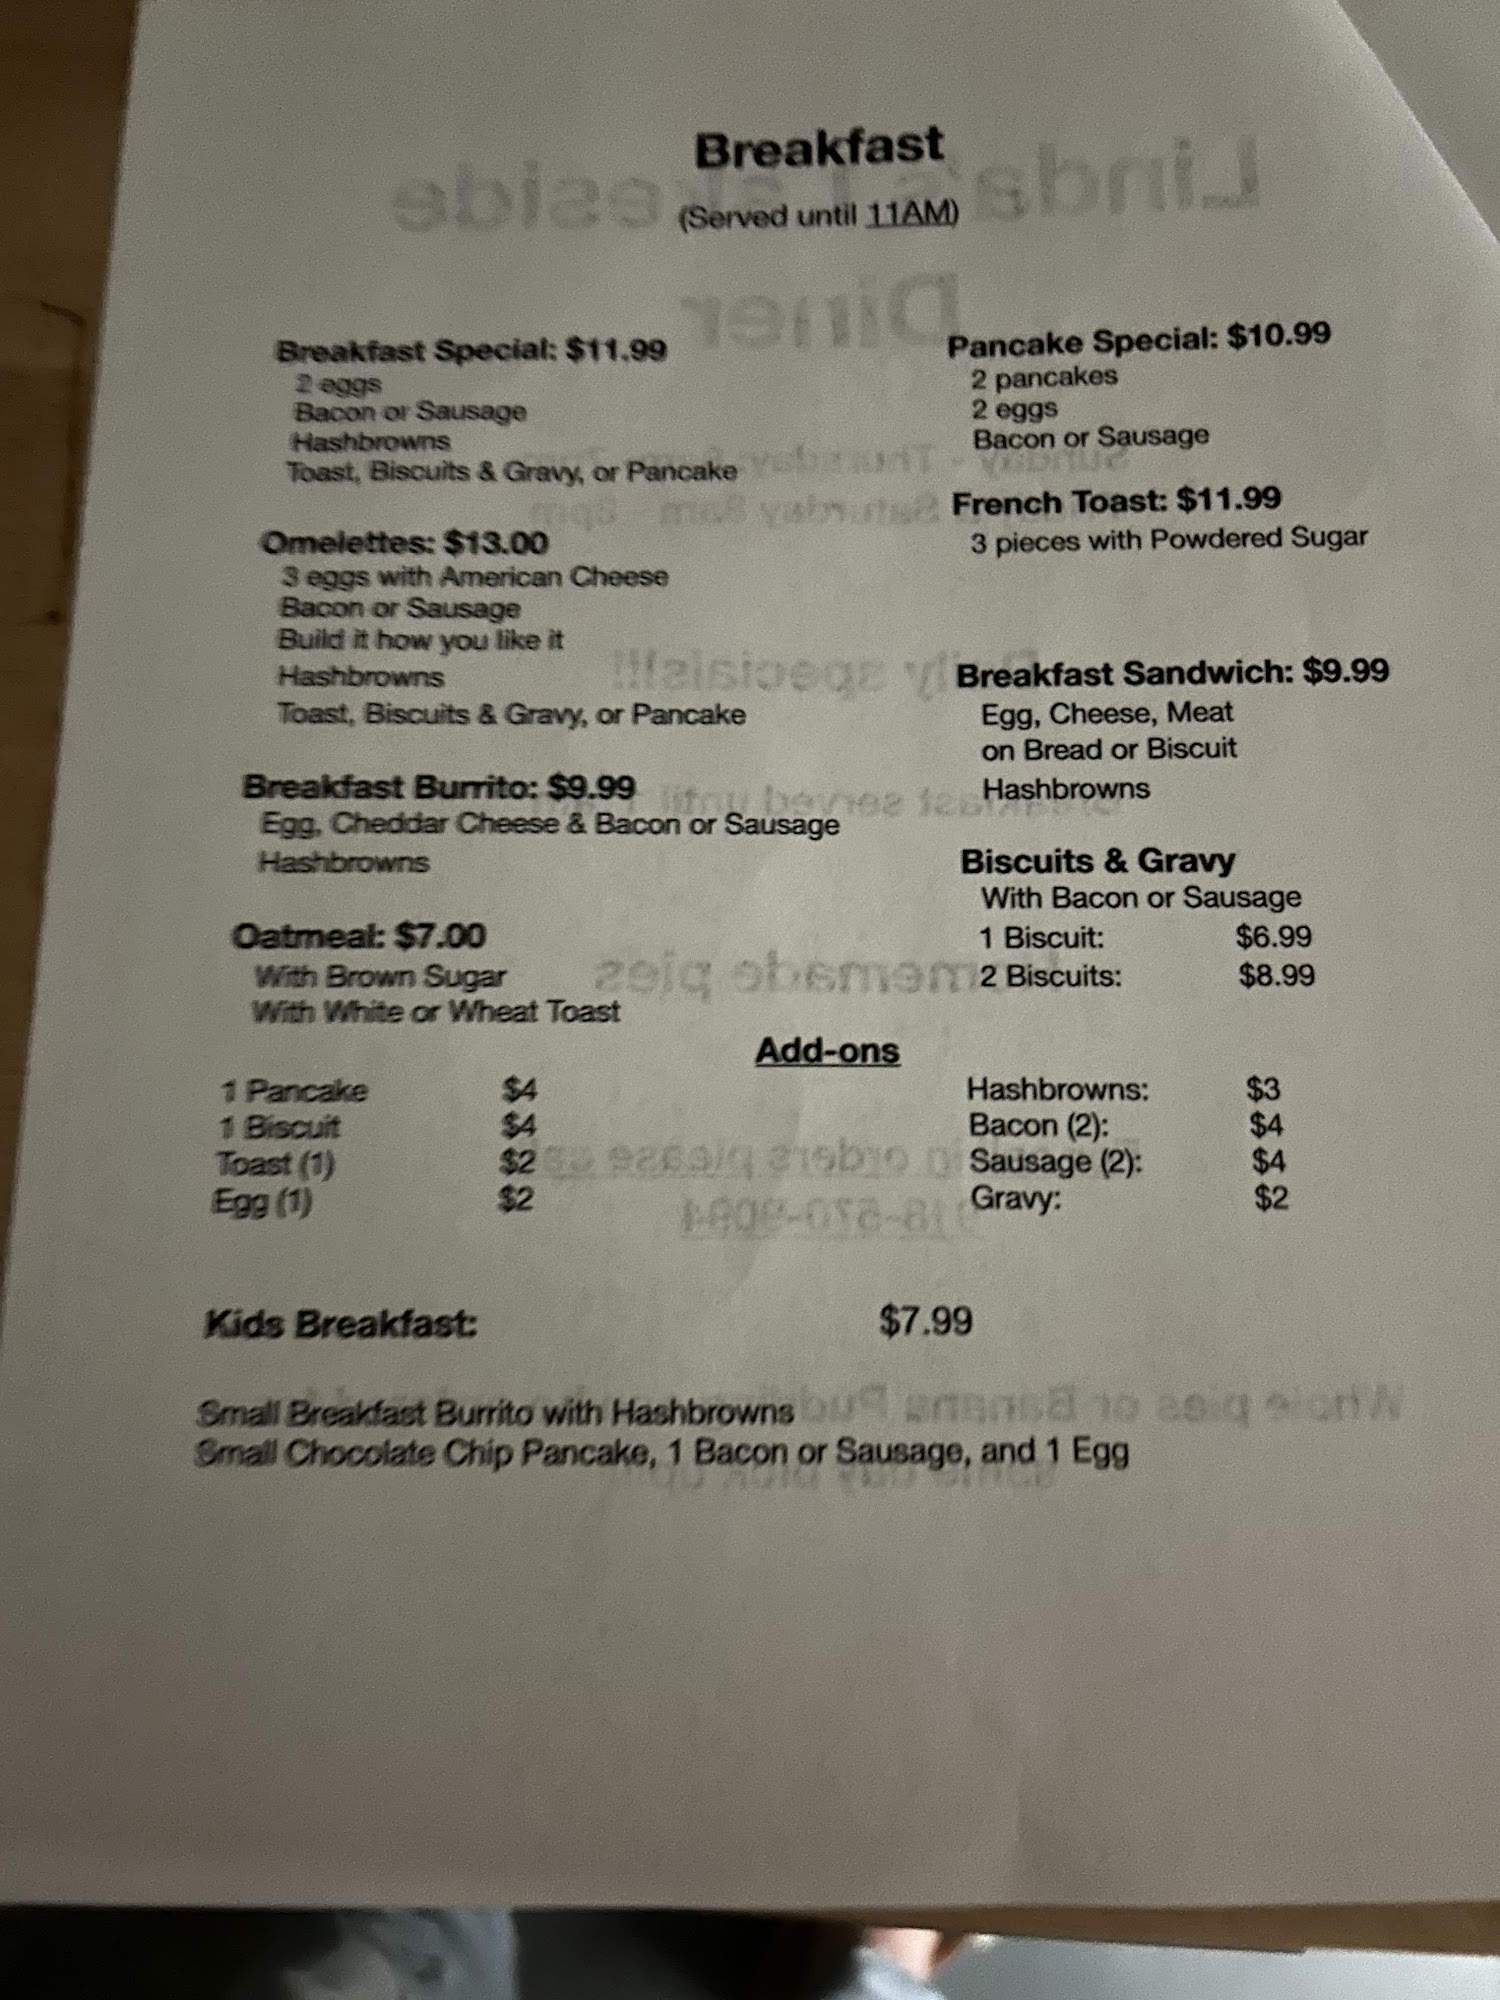 Breakfast
(Served until 11AM)
Breakfast Special: $11.99
2 eggs
Bacon or Sausage
Hashbrowns
Toast, Biscuits & Gravy, or Pancake
Omelettes: $13.00
3 eggs with American Cheese
Bacon or Sausage
Build it how you like it
Hashbrowns
Toast, Biscuits & Gravy, or Pancake
Breakfast Burrito: $9.99
Egg, Cheddar Cheese & Bacon or Sausage
Hashbrowns
Oatmeal: $7.00
With Brown Sugar
With White or Wheat Toast
Pancake Special: $10.99
2 pancakes
2 eggs
Bacon or Sausage
French Toast: $11.99
3 pieces with Powdered Sugar
Breakfast Sandwich: $9.99
Egg, Cheese, Meat
on Bread or Biscuit
Hashbrowns
Biscuits & Gravy
With Bacon or Sausage
1 Biscuit: $6.99
2 Biscuits: $8.99
Add-ons
1 Pancake $4
1 Biscuit $4
Toast (1) $2
Egg (1) $2
Hashbrowns: $3
Bacon (2): $4
Sausage (2): $4
Gravy: $2
Kids Breakfast: $7.99
Small Breakfast Burrito with Hashbrowns
Small Chocolate Chip Pancake, 1 Bacon or Sausage, and 1 Egg